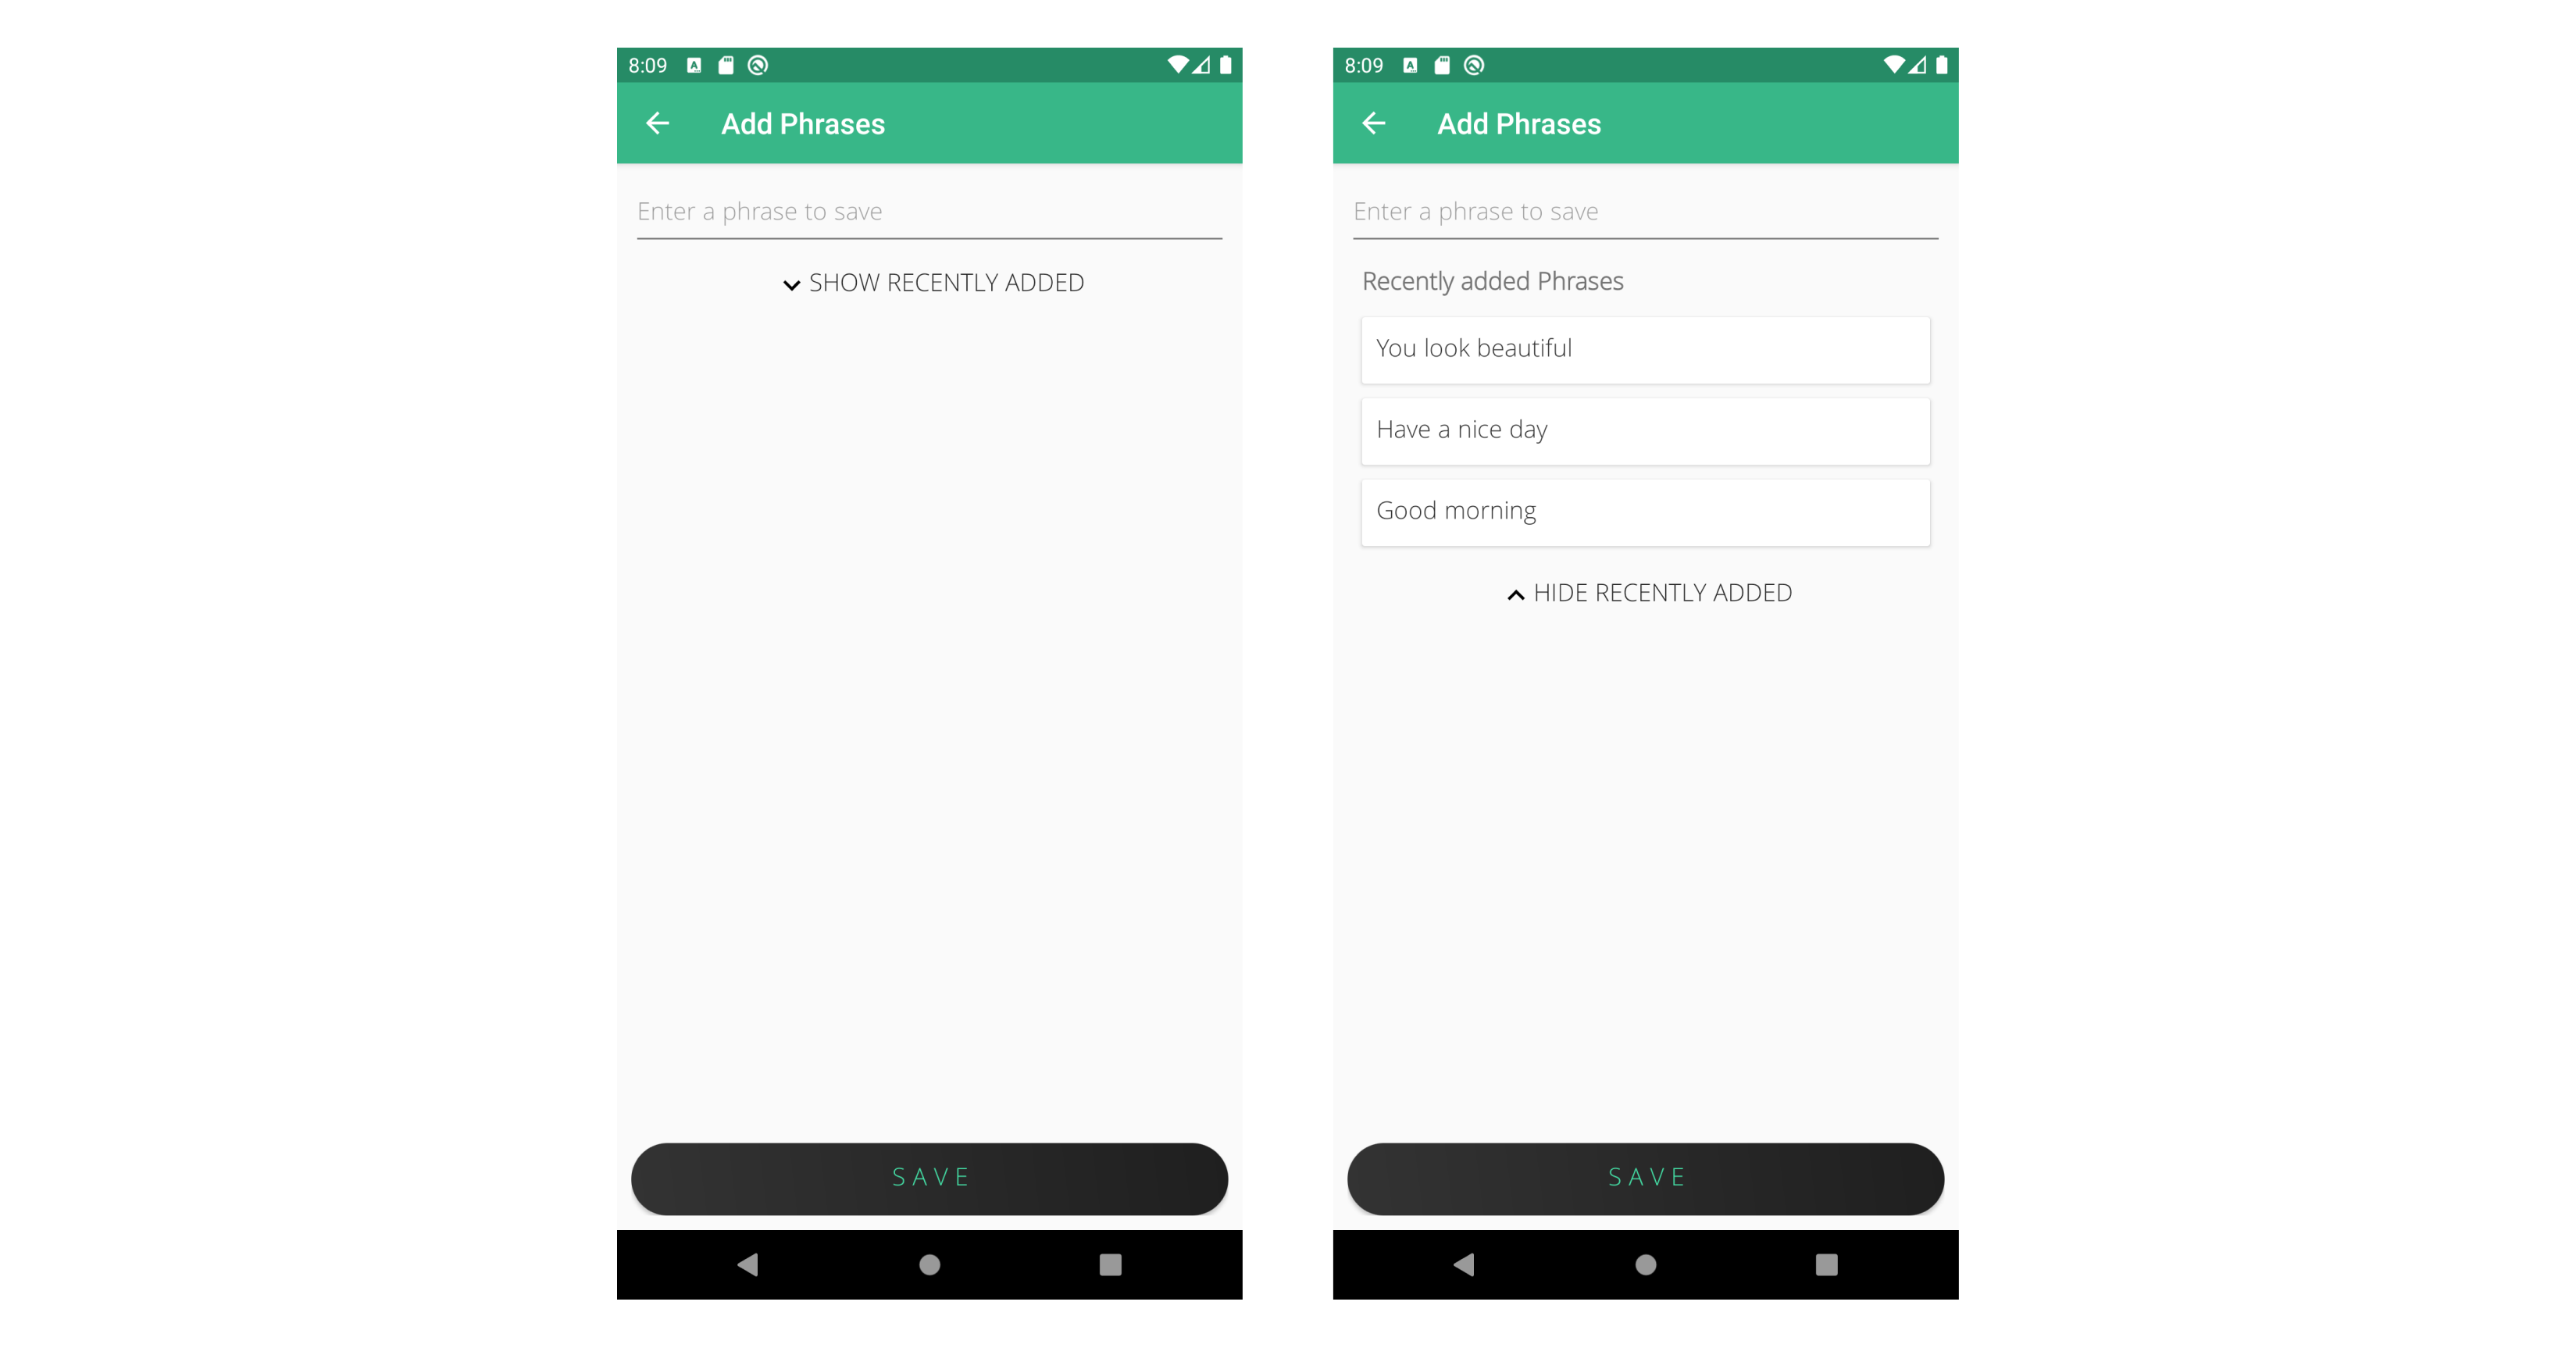 8:09
Add Phrases
Enter a phrase to save
SHOW RECENTLY ADDED
SAVE
8:09
Add Phrases
Enter a phrase to save
Recently added Phrases
You look beautiful
Have a nice day
Good morning
HIDE RECENTLY ADDED
SAVE